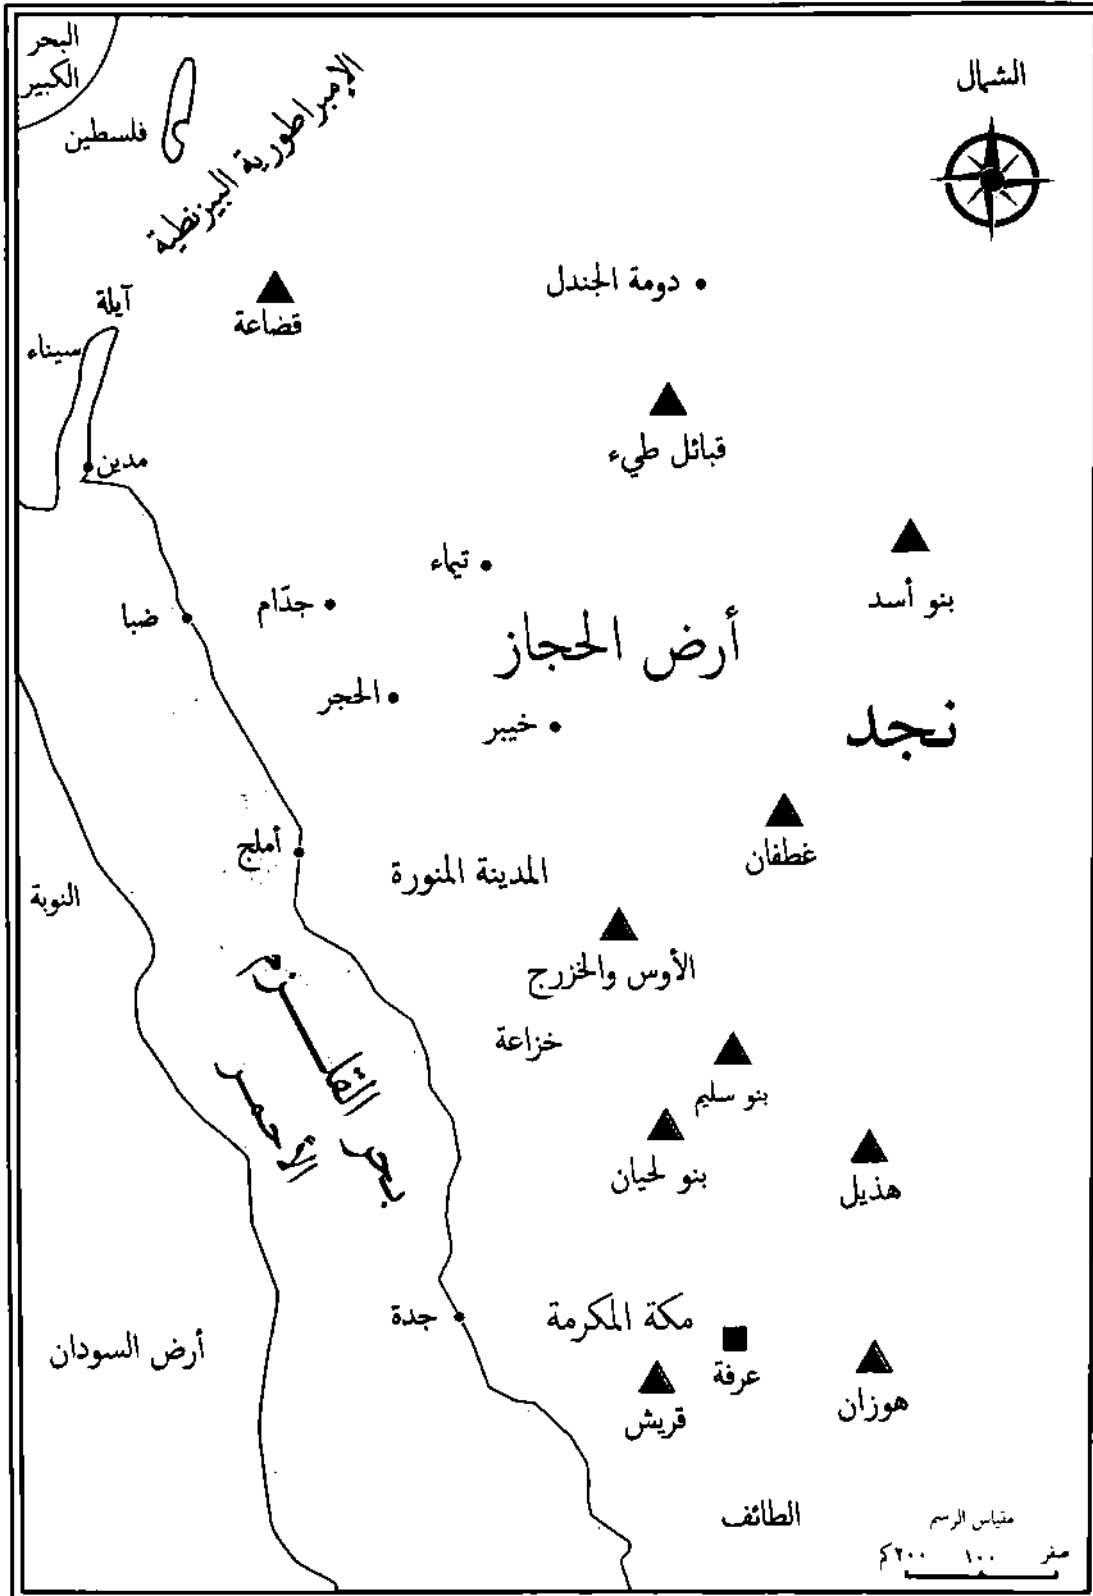 البحر
الكبير
فلسطين
الإمبراطورية البيزنطية
الشمال
آيلة
سيناء
قضاعة
دومة الجندل
قبائل طيء
مدين
بنو أسد
تيماء
جدّام
ضبا
أرض الحجاز
الحجر
خيبر
نجد
غطفان
أملج
المدينة المنورة
النوبة
الأوس والخزرج
خزاعة
بنو سليم
بحر القلزم
الأحمر
بنو لحيان
هذيل
مكة المكرمة
جدة
عرفة
أرض السودان
قريش
هوزان
الطائف
مقياس الرسم
صفر ١٠٠ ٢٠٠كم